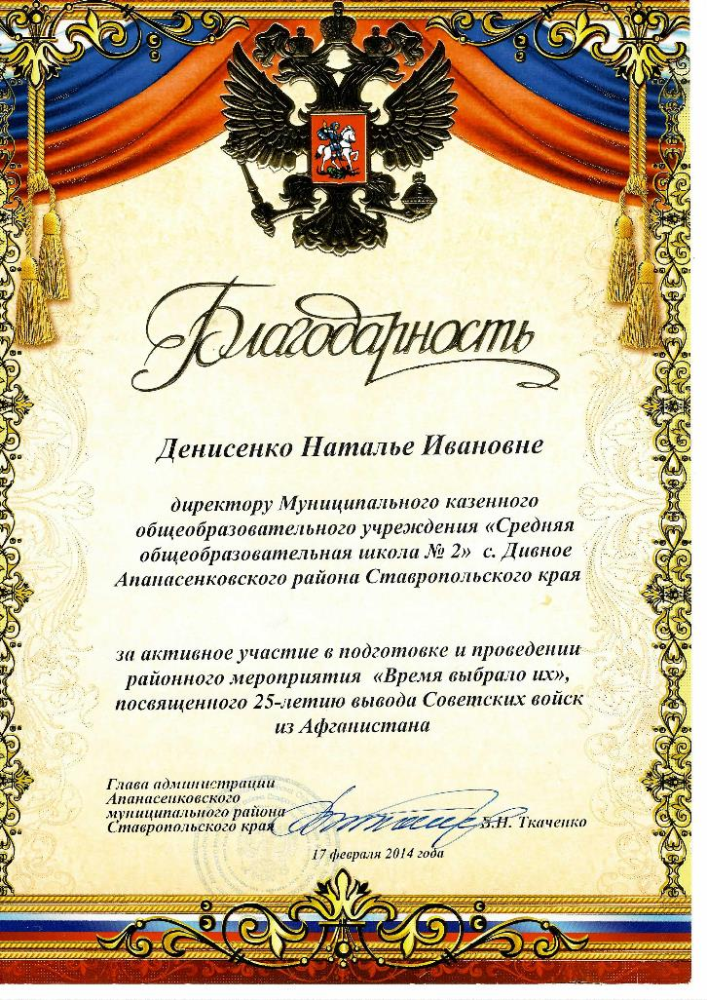 Благодарность
Денисенко Наталье Ивановне
директору Муниципального казенного
общеобразовательного учреждения «Средняя
общеобразовательная школа № 2» с. Дивное
Апанасенковского района Ставропольского края
за активное участие в подготовке и проведении
районного мероприятия «Время выбрало их»,
посвященного 25-летию вывода Советских войск
из Афганистана
Глава администрации
Апанасенковского
муниципального района
Ставропольского края
В.Н. Ткаченко
17 февраля 2014 года